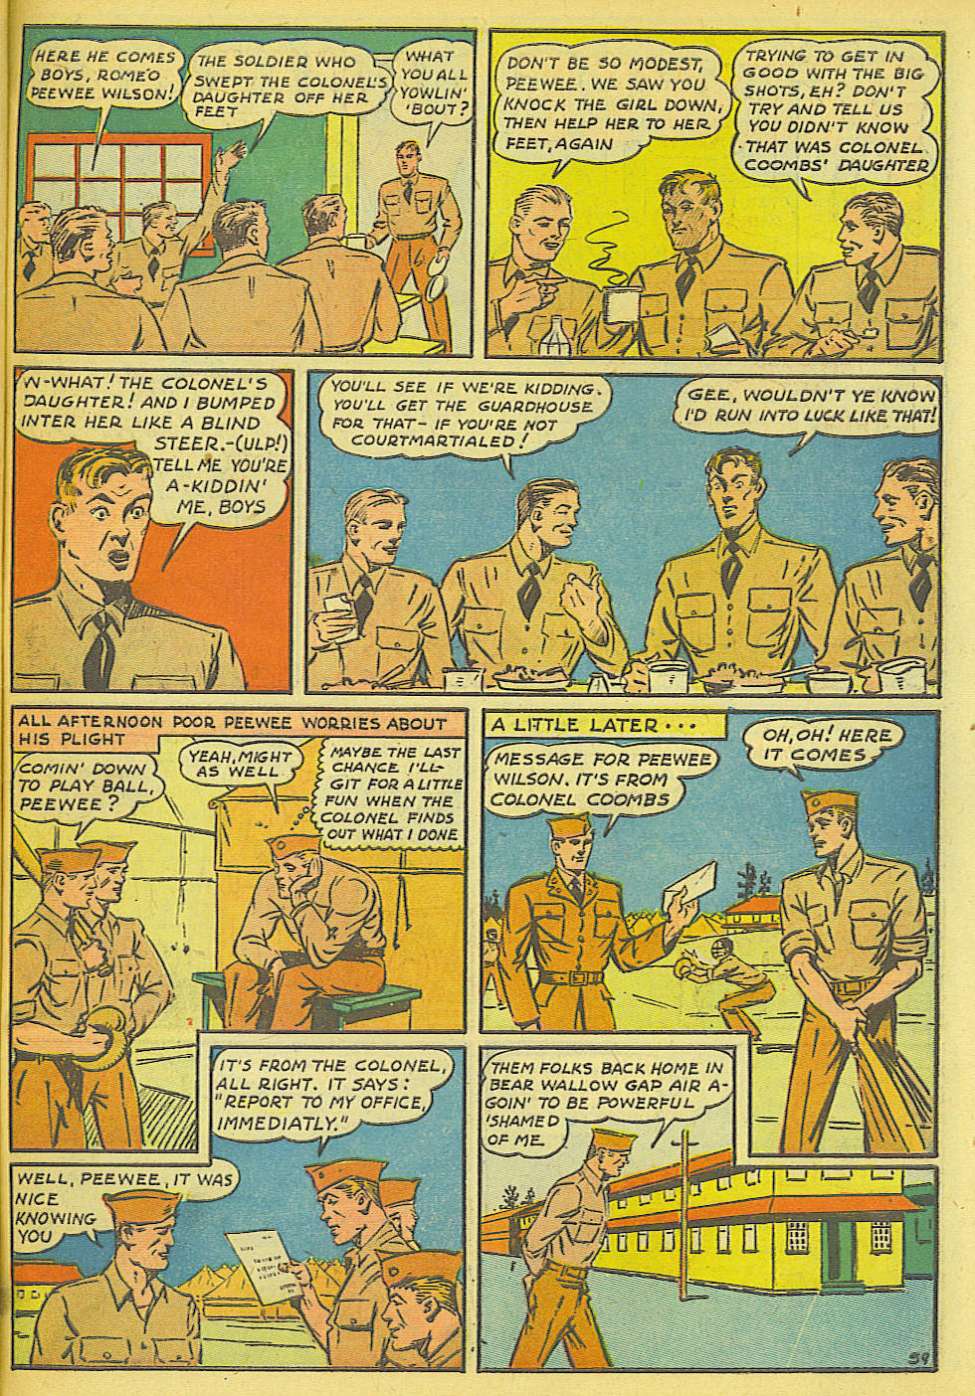 HERE HE COMES
BOYS, ROMEO
PEEWEE WILSON!
THE SOLDIER WHO
SWEPT THE COLONEL'S
DAUGHTER OFF HER
FEET
WHAT
YOU ALL
YOWLIN'
'BOUT?
DON'T BE SO MODEST,
PEEWEE. WE SAW YOU
KNOCK THE GIRL DOWN,
THEN HELP HER TO HER
FEET, AGAIN
TRYING TO GET IN
GOOD WITH THE BIG
SHOTS, EH? DON'T
TRY AND TELL US
YOU DIDN'T KNOW
THAT WAS COLONEL
COOMBS' DAUGHTER
W-WHAT! THE COLONEL'S
DAUGHTER! AND I BUMPED
INTER HER LIKE A BLIND
STEER.-(ULP!)
TELL ME YOU'RE
A-KIDDIN'
ME, BOYS
YOU'LL SEE IF WE'RE KIDDING.
YOU'LL GET THE GUARDHOUSE
FOR THAT- IF YOU'RE NOT
COURTMARTIALED!
GEE, WOULDN'T YE KNOW
I'D RUN INTO LUCK LIKE THAT!
ALL AFTERNOON POOR PEEWEE WORRIES ABOUT
HIS PLIGHT
COMIN' DOWN
TO PLAY BALL,
PEEWEE?
YEAH, MIGHT
AS WELL
MAYBE THE LAST
CHANCE I'LL
GIT FOR A LITTLE
FUN WHEN THE
COLONEL FINDS
OUT WHAT I DONE
A LITTLE LATER...
MESSAGE FOR PEEWEE
WILSON. IT'S FROM
COLONEL COOMBS
OH, OH! HERE
IT COMES
IT'S FROM THE COLONEL,
ALL RIGHT. IT SAYS:
"REPORT TO MY OFFICE,
IMMEDIATLY."
WELL, PEEWEE, IT WAS
NICE
KNOWING
YOU
THEM FOLKS BACK HOME IN
BEAR WALLOW GAP AIR A-
GOIN' TO BE POWERFUL
'SHAMED
OF ME
59